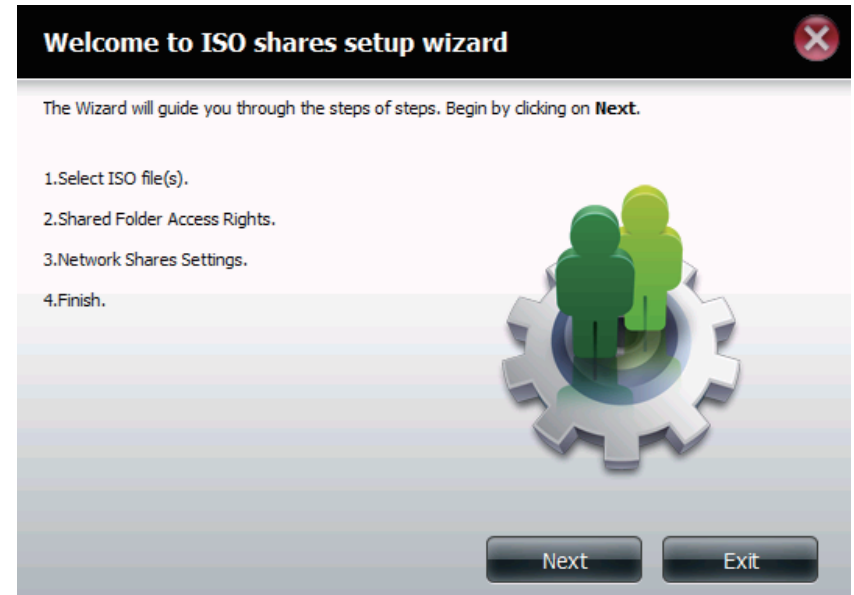 Welcome to ISO shares setup wizard
The Wizard will guide you through the steps of steps. Begin by clicking on Next.
1.Select ISO file(s).
2.Shared Folder Access Rights.
3.Network Shares Settings.
4.Finish.
Next
Exit